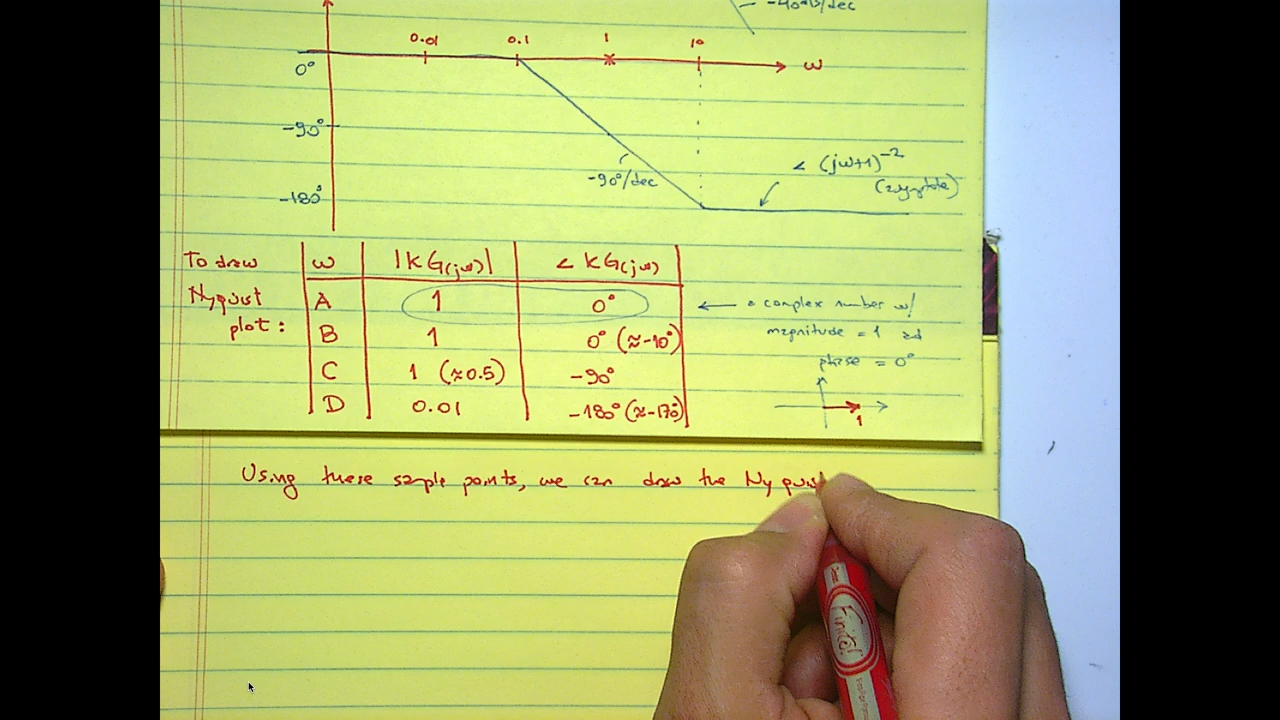 -40dB/dec
0.01 0.1 1 10 ω
0°
-90°
-180°
-90°/dec
∠ (jω+1)⁻²
(asymptote)
To draw
Nyquist
plot:
ω |KG(jω)| ∠ KG(jω)
A 1 0°
B 1 0° (≈-10°)
C 1 (≈0.5) -90°
D 0.01 -180° (≈-170°)
← a complex number w/
magnitude = 1 and
phase = 0°
1
Using these sample points, we can draw the Nyquist
Finitel